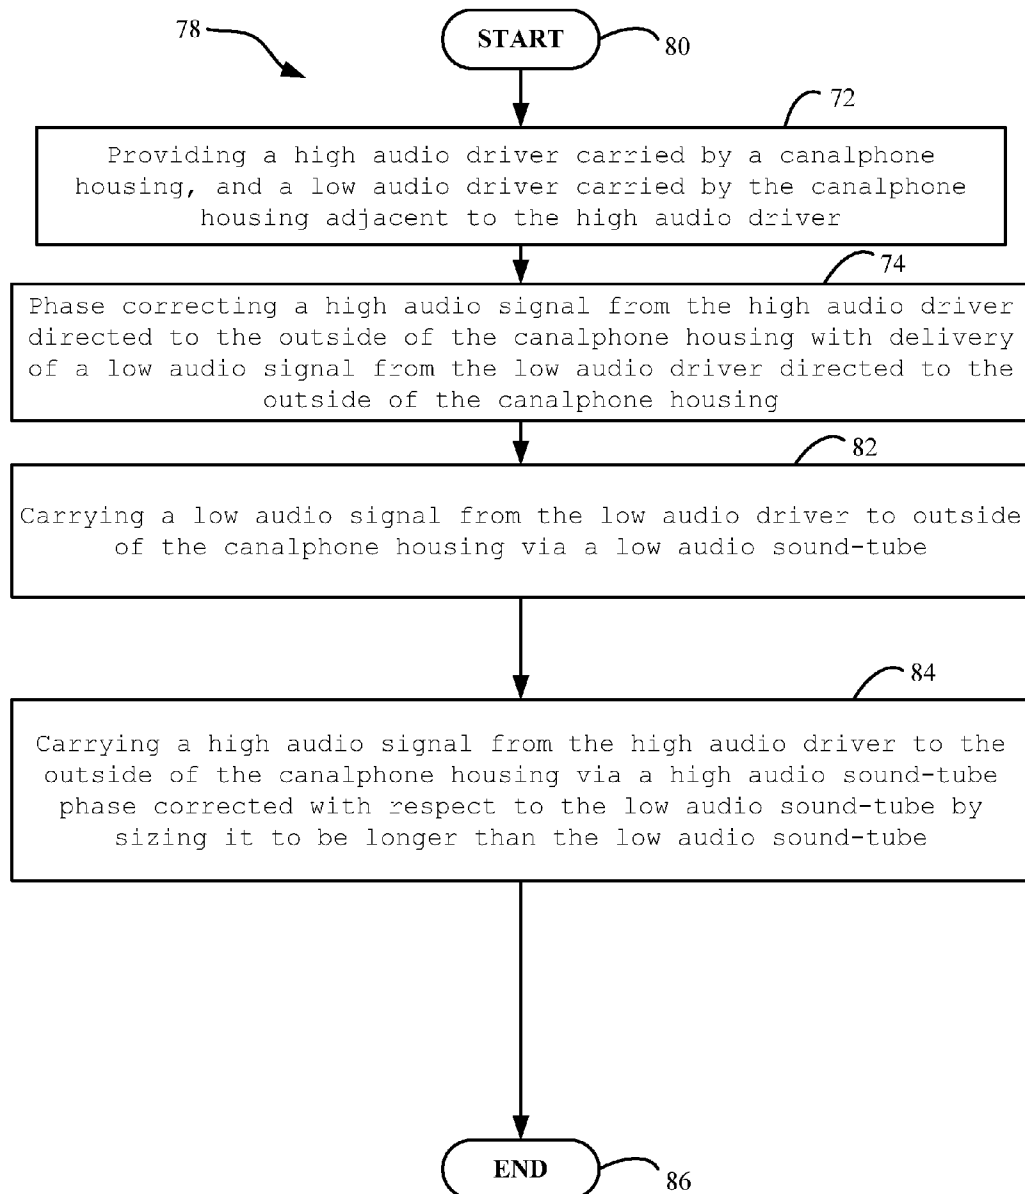 78
START
80
72
Providing a high audio driver carried by a canalphone
housing, and a low audio driver carried by the canalphone
housing adjacent to the high audio driver
74
Phase correcting a high audio signal from the high audio driver
directed to the outside of the canalphone housing with delivery
of a low audio signal from the low audio driver directed to the
outside of the canalphone housing
82
Carrying a low audio signal from the low audio driver to outside
of the canalphone housing via a low audio sound-tube
84
Carrying a high audio signal from the high audio driver to the
outside of the canalphone housing via a high audio sound-tube
phase corrected with respect to the low audio sound-tube by
sizing it to be longer than the low audio sound-tube
END
86